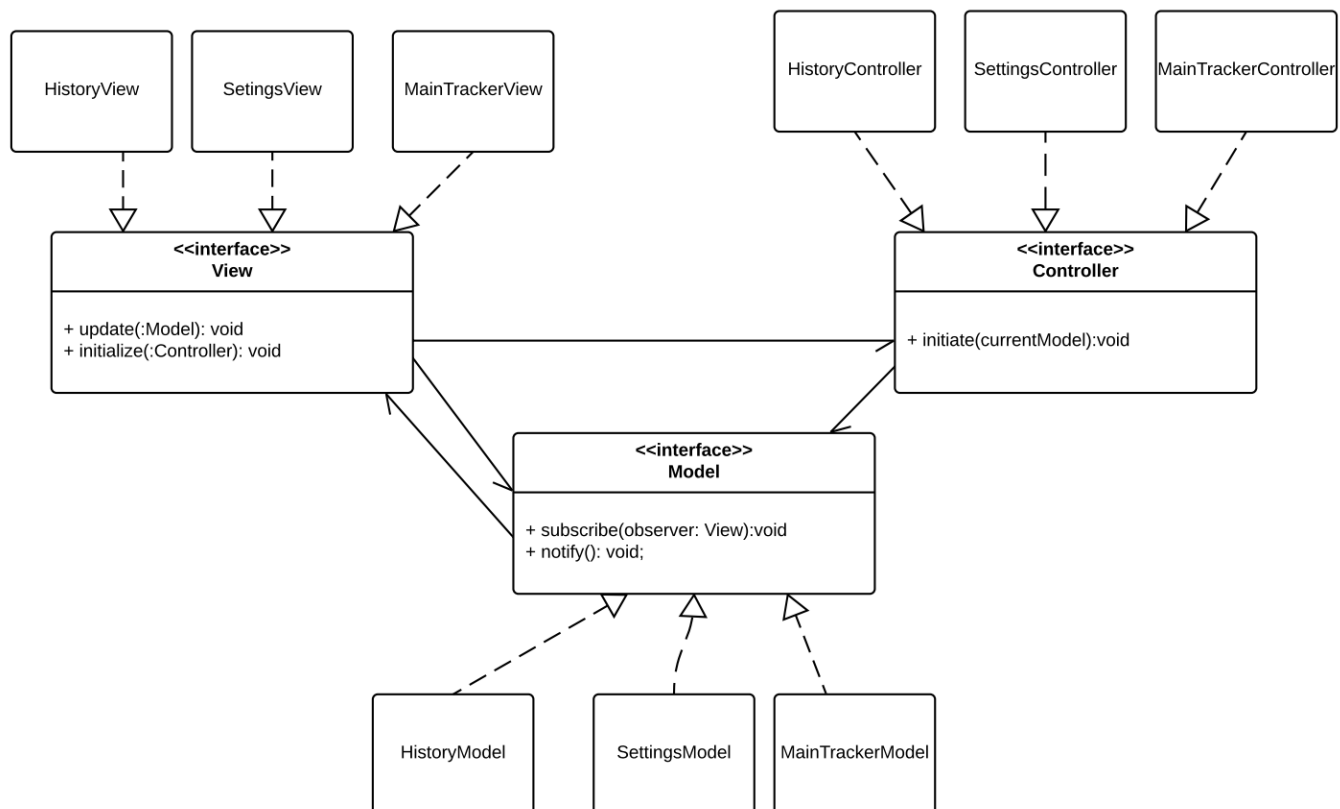 HistoryView
SetingsView
MainTrackerView
HistoryController
SettingsController
MainTrackerController
<<interface>>
View
+ update(:Model): void
+ initialize(:Controller): void
<<interface>>
Controller
+ initiate(currentModel):void
<<interface>>
Model
+ subscribe(observer: View):void
+ notify(): void;
HistoryModel
SettingsModel
MainTrackerModel